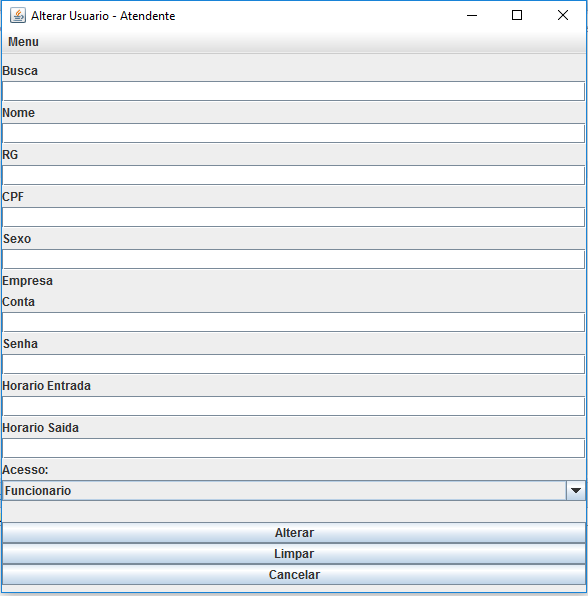 Alterar Usuario - Atendente
Menu
Busca
Nome
RG
CPF
Sexo
Empresa
Conta
Senha
Horario Entrada
Horario Saida
Acesso:
Funcionario
Alterar
Limpar
Cancelar